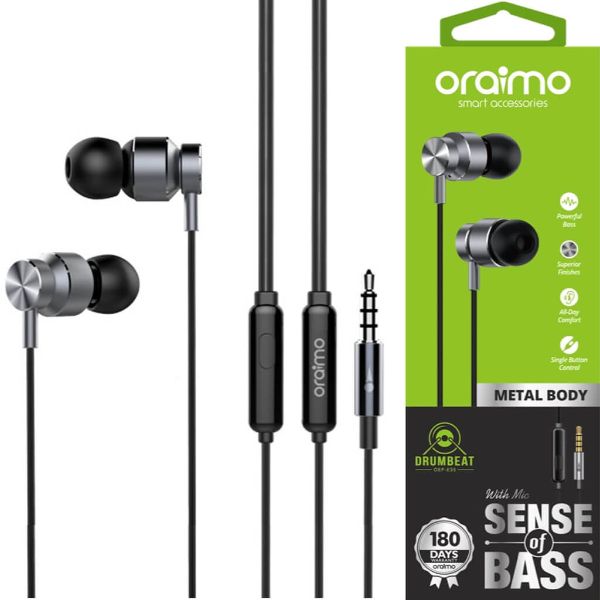 oraimo
oraimo
smart accessories
Powerful
Bass
Superior
Finishes
All-Day
Comfort
Single Button
Control
METAL BODY
DRUMBEAT
With Mic
SENSE
of
BASS
180
DAYS
WARRANTY
oraimo